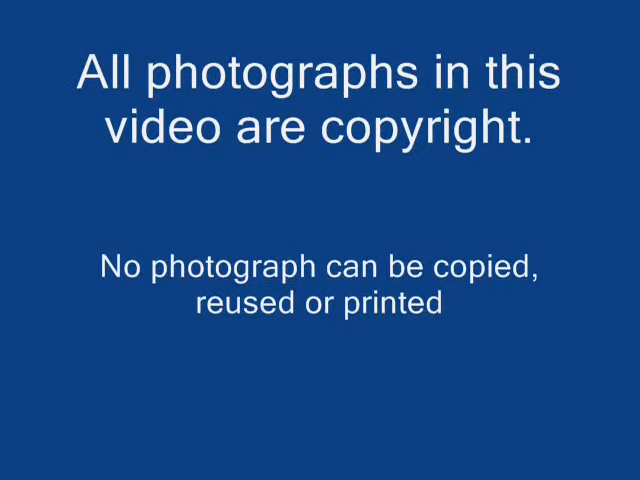 All photographs in this
video are copyright.
No photograph can be copied,
reused or printed